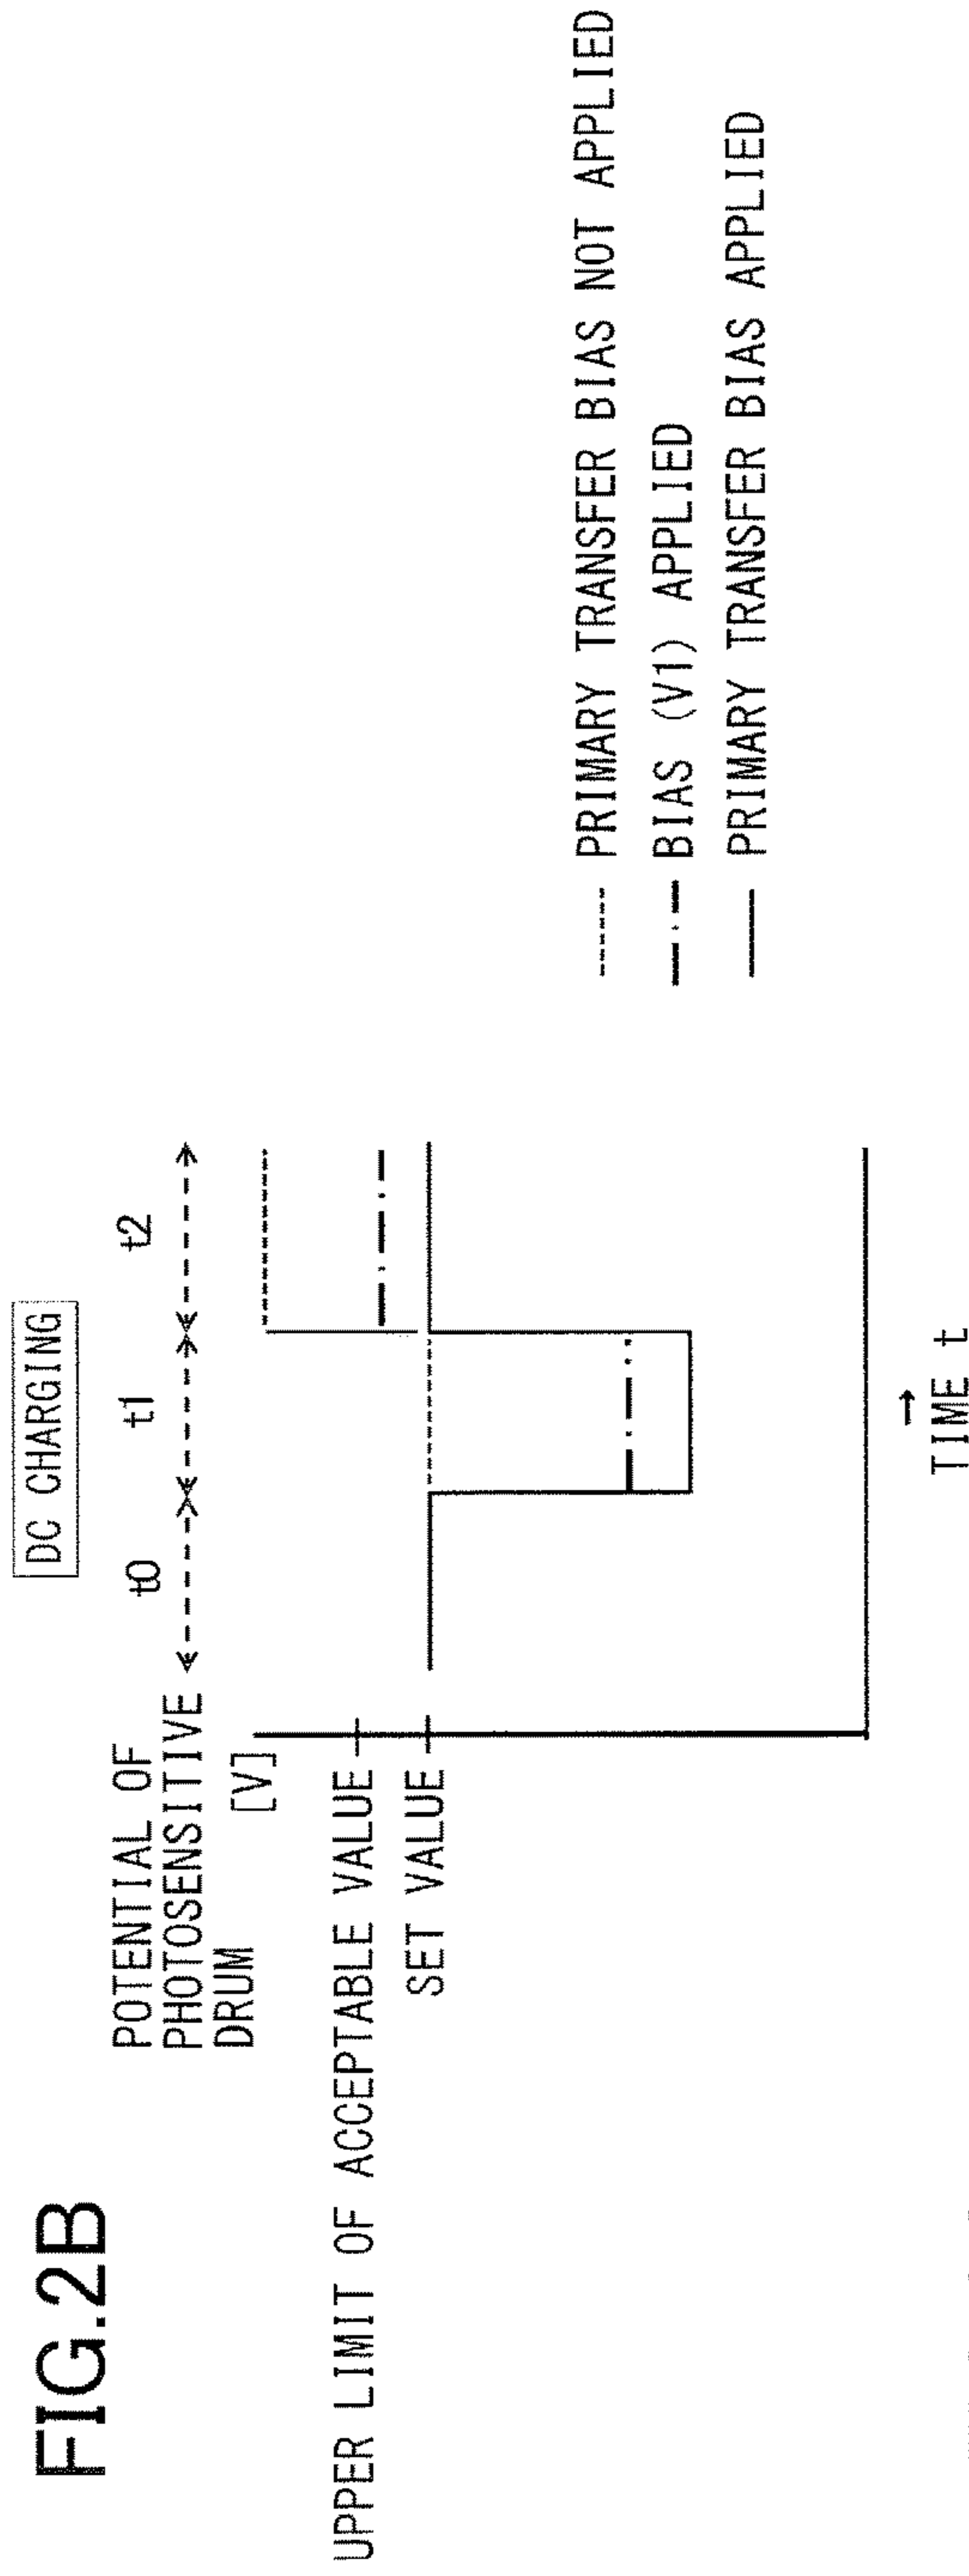 FIG.2B
DC CHARGING
POTENTIAL OF
PHOTOSENSITIVE
DRUM
[V]
t0
t1
t2
UPPER LIMIT OF ACCEPTABLE VALUE
SET VALUE
PRIMARY TRANSFER BIAS NOT APPLIED
BIAS (V1) APPLIED
PRIMARY TRANSFER BIAS APPLIED
→
TIME t